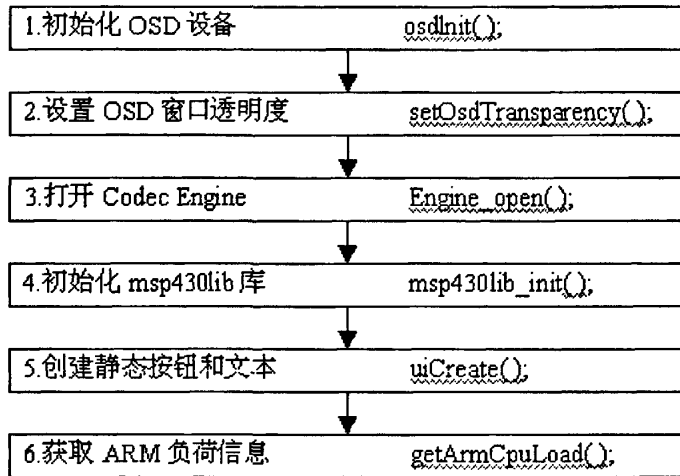 1.初始化 OSD 设备 osdInit( );
2.设置 OSD 窗口透明度 setOsdTransparency( );
3.打开 Codec Engine Engine_open( );
4.初始化 msp430lib 库 msp430lib_init( );
5.创建静态按钮和文本 uiCreate( );
6.获取 ARM 负荷信息 getArmCpuLoad( );